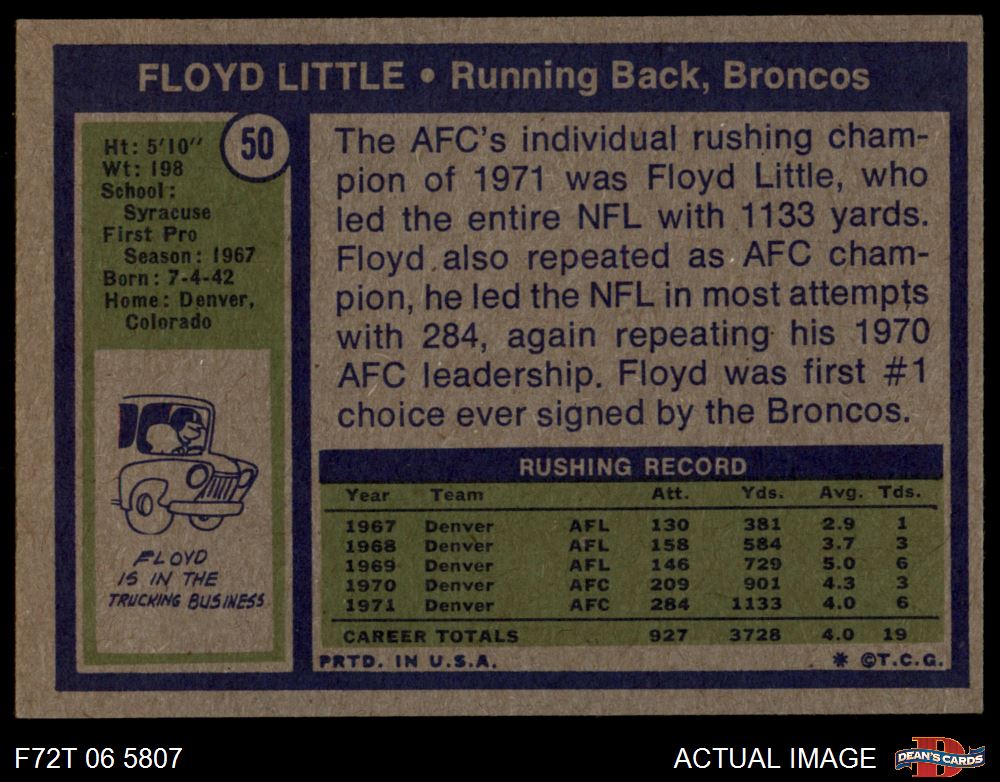 FLOYD LITTLE • Running Back, Broncos
50
Ht: 5'10"
Wt: 198
School:
Syracuse
First Pro
Season: 1967
Born: 7-4-42
Home: Denver,
Colorado
FLOYD
IS IN THE
TRUCKING BUSINESS
The AFC's individual rushing cham-
pion of 1971 was Floyd Little, who
led the entire NFL with 1133 yards.
Floyd also repeated as AFC cham-
pion, he led the NFL in most attempts
with 284, again repeating his 1970
AFC leadership. Floyd was first #1
choice ever signed by the Broncos.
RUSHING RECORD
Year Team Att. Yds. Avg. Tds.
1967 Denver AFL 130 381 2.9 1
1968 Denver AFL 158 584 3.7 3
1969 Denver AFL 146 729 5.0 6
1970 Denver AFC 209 901 4.3 3
1971 Denver AFC 284 1133 4.0 6
CAREER TOTALS 927 3728 4.0 19
PRTD. IN U.S.A. * ©T.C.G.
F72T 06 5807 ACTUAL IMAGE D DEAN'S CARDS